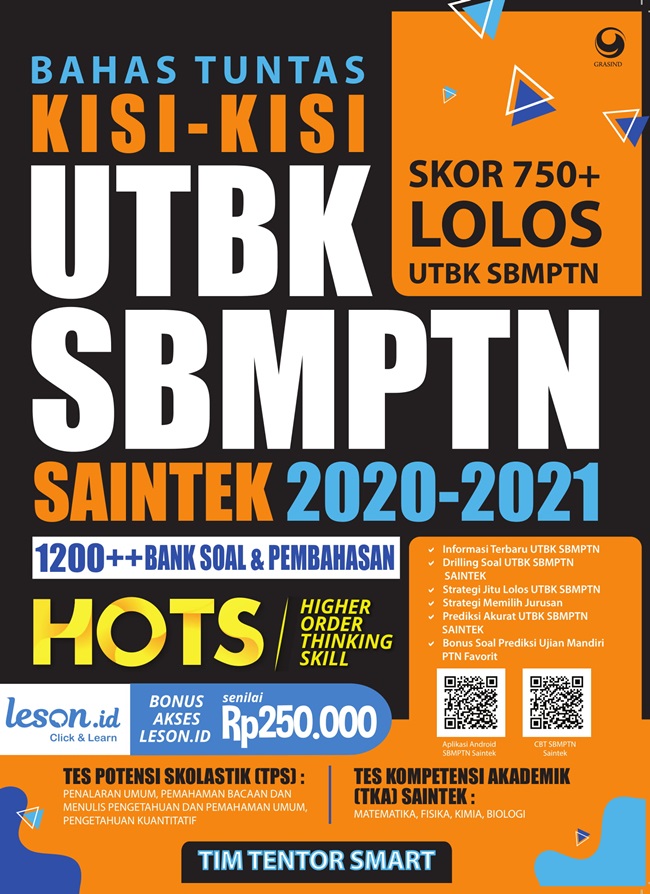 GRASIND
BAHAS TUNTAS
KISI-KISI
UTBK
SBMPTN
SAINTEK 2020-2021
SKOR 750+
LOLOS
UTBK SBMPTN
1200++ BANK SOAL & PEMBAHASAN
HOTS
HIGHER
ORDER
THINKING
SKILL
Informasi Terbaru UTBK SBMPTN
Drilling Soal UTBK SBMPTN
SAINTEK
Strategi Jitu Lolos UTBK SBMPTN
Strategi Memilih Jurusan
Prediksi Akurat UTBK SBMPTN
SAINTEK
Bonus Soal Prediksi Ujian Mandiri
PTN Favorit
Aplikasi Android
SBMPTN Saintek
CBT SBMPTN
Saintek
leson.id
Click & Learn
BONUS
AKSES
LESON.ID
senilai
Rp250.000
TES POTENSI SKOLASTIK (TPS) :
PENALARAN UMUM, PEMAHAMAN BACAAN DAN
MENULIS PENGETAHUAN DAN PEMAHAMAN UMUM,
PENGETAHUAN KUANTITATIF
TES KOMPETENSI AKADEMIK
(TKA) SAINTEK :
MATEMATIKA, FISIKA, KIMIA, BIOLOGI
TIM TENTOR SMART